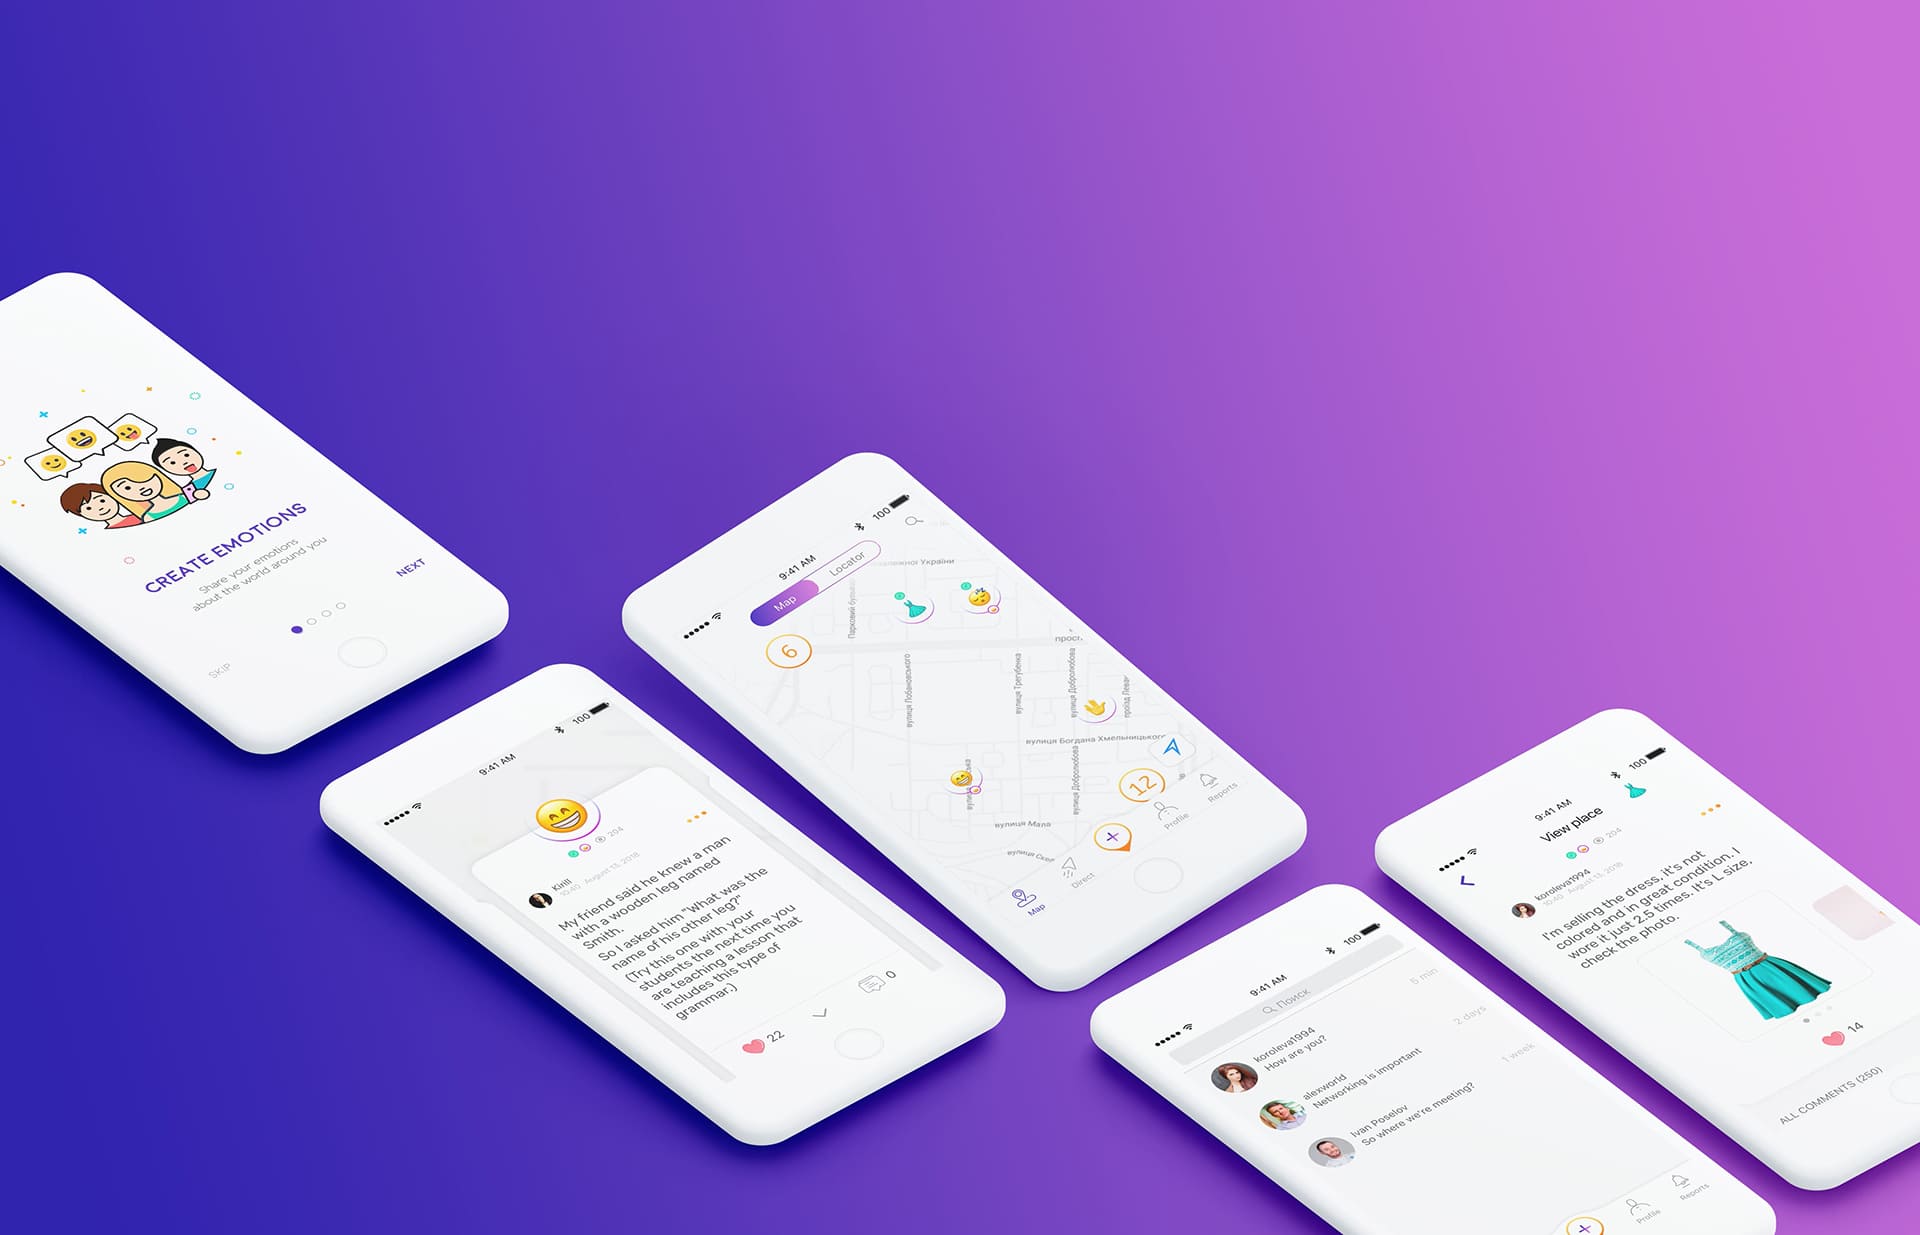 CREATE EMOTIONS
Share your emotions
about the world around you
SKIP
NEXT
9:41 AM
100
204
Kirill
10:40 August 13, 2018
My friend said he knew a man
with a wooden leg named
Smith.
So I asked him "What was the
name of his other leg?"
(Try this one with your
students the next time you
are teaching a lesson that
includes this type of
grammar.)
22
0
9:41 AM
100
Map
Locator
України
6
Парковий
вулиця Лобановського
вулиця Трегубенка
вулиця Добролюбова
проїзд Лева
вулиця Богдана Хмельницького
вулиця Добролюбова
вулиця Мала
12
Map
Direct
Profile
Reports
9:41 AM
100
Поиск
koroleva1994
5 min
How are you?
alexworld
2 days
Networking is important
Ivan Poselov
1 week
So where we're meeting?
Profile
Reports
9:41 AM
100
View place
204
koroleva1994
10:40 August 13, 2018
I'm selling the dress, it's not
colored and in great condition. I
wore it just 2.5 times. It's L size,
check the photo.
14
ALL COMMENTS (250)